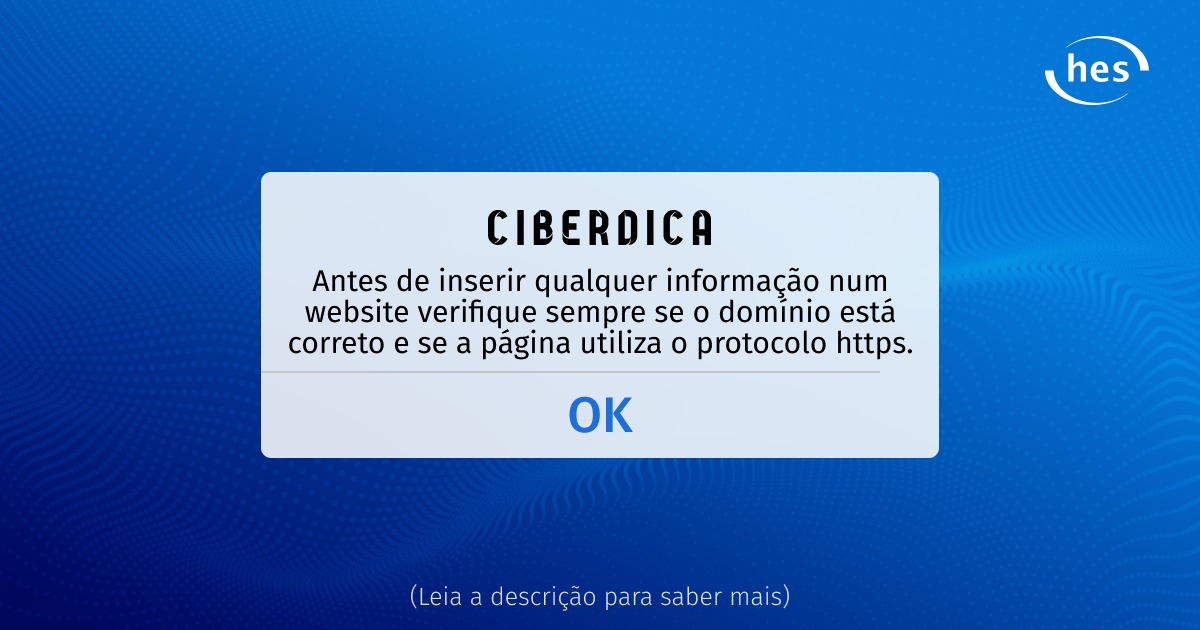 hes
CIBERDICA
Antes de inserir qualquer informação num
website verifique sempre se o domínio está
correto e se a página utiliza o protocolo https.
OK
(Leia a descrição para saber mais)